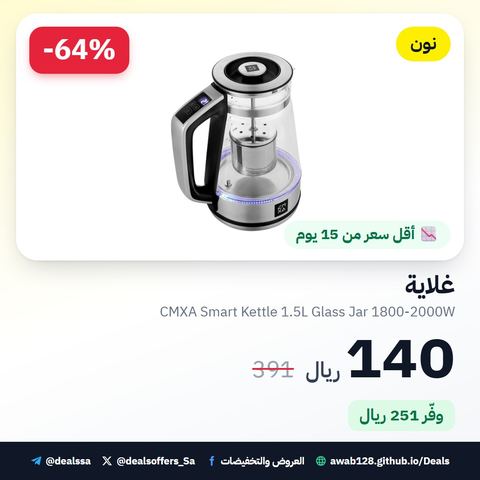 -64%
نون
📉 أقل سعر من 15 يوم
غلاية
CMXA Smart Kettle 1.5L Glass Jar 1800-2000W
140 ريال 391
وفّر 251 ريال
awab128.github.io/Deals العروض والتخفيضات @dealsoffers_Sa @dealssa